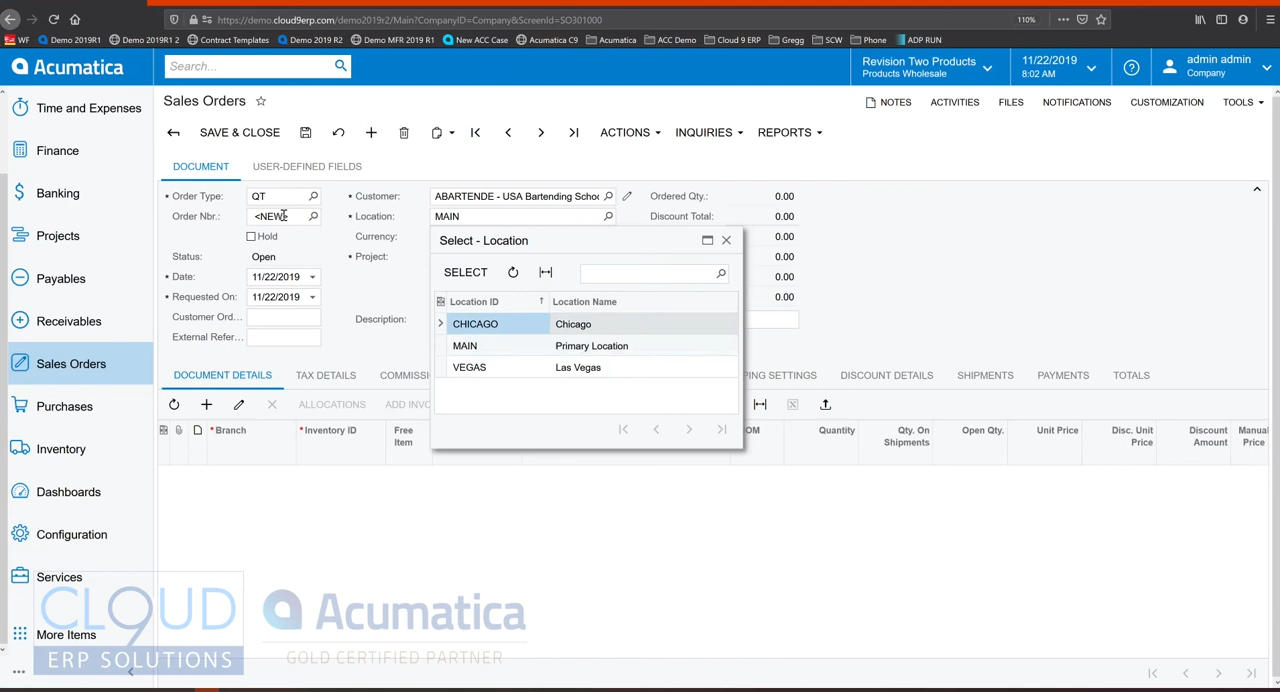 https://demo.cloud9erp.com/demo2019r2/Main?CompanyID=Company&ScreenId=SO301000
110%
WF
Demo 2019R1
Demo 2019R1 2
Contract Templates
Demo 2019 R2
Demo MFR 2019 R1
New ACC Case
Acumatica C9
Acumatica
ACC Demo
Cloud 9 ERP
Gregg
SCW
Phone
ADP RUN
Acumatica
Search...
Revision Two Products
Products Wholesale
11/22/2019
8:02 AM
admin admin
Company
Time and Expenses
Finance
Banking
Projects
Payables
Receivables
Sales Orders
Purchases
Inventory
Dashboards
Configuration
Services
More Items
Sales Orders
NOTES
ACTIVITIES
FILES
NOTIFICATIONS
CUSTOMIZATION
TOOLS
SAVE & CLOSE
ACTIONS
INQUIRIES
REPORTS
DOCUMENT
USER-DEFINED FIELDS
* Order Type: QT
Order Nbr.: <NEW>
Hold
Status: Open
* Date: 11/22/2019
* Requested On: 11/22/2019
Customer Ord...
External Refer...
* Customer: ABARTENDE - USA Bartending Schoo
* Location: MAIN
Currency:
* Project:
Description:
Ordered Qty.: 0.00
Discount Total: 0.00
0.00
0.00
0.00
0.00
Select - Location
SELECT
Location ID
Location Name
CHICAGO Chicago
MAIN Primary Location
VEGAS Las Vegas
DOCUMENT DETAILS
TAX DETAILS
COMMISSI
PING SETTINGS
DISCOUNT DETAILS
SHIPMENTS
PAYMENTS
TOTALS
ALLOCATIONS
ADD INVO
* Branch
* Inventory ID
Free Item
OM
Quantity
Qty. On Shipments
Open Qty.
Unit Price
Disc. Unit Price
Discount Amount
Manual Price
CLOUD 9
ERP SOLUTIONS
Acumatica
GOLD CERTIFIED PARTNER